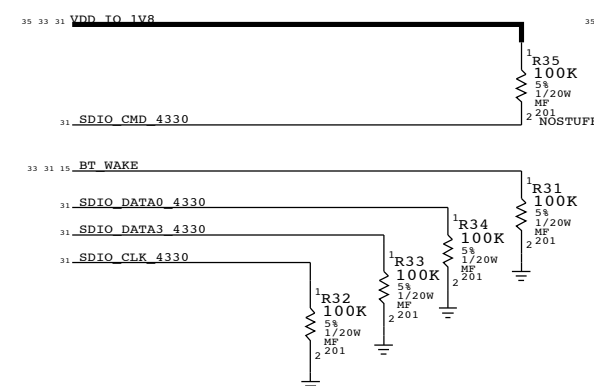 35 33 31 VDD_IO_1V8
35
1
R35
100K
5%
1/20W
MF
201
2 NOSTUFF
31 SDIO_CMD_4330
33 31 15 BT_WAKE
1
R31
100K
5%
1/20W
MF
201
2
31 SDIO_DATA0_4330
1
R34
100K
5%
1/20W
MF
201
2
31 SDIO_DATA3_4330
1
R33
100K
5%
1/20W
MF
201
2
31 SDIO_CLK_4330
1
R32
100K
5%
1/20W
MF
201
2